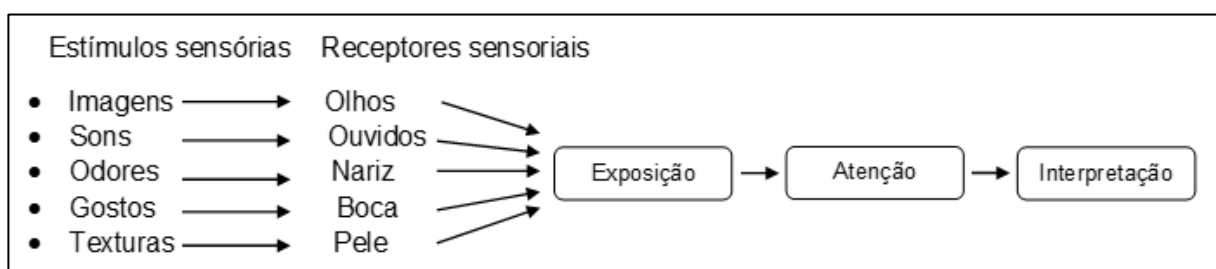 Estímulos sensórias Receptores sensoriais
• Imagens Olhos
• Sons Ouvidos
• Odores Nariz
• Gostos Boca
• Texturas Pele
Exposição Atenção Interpretação